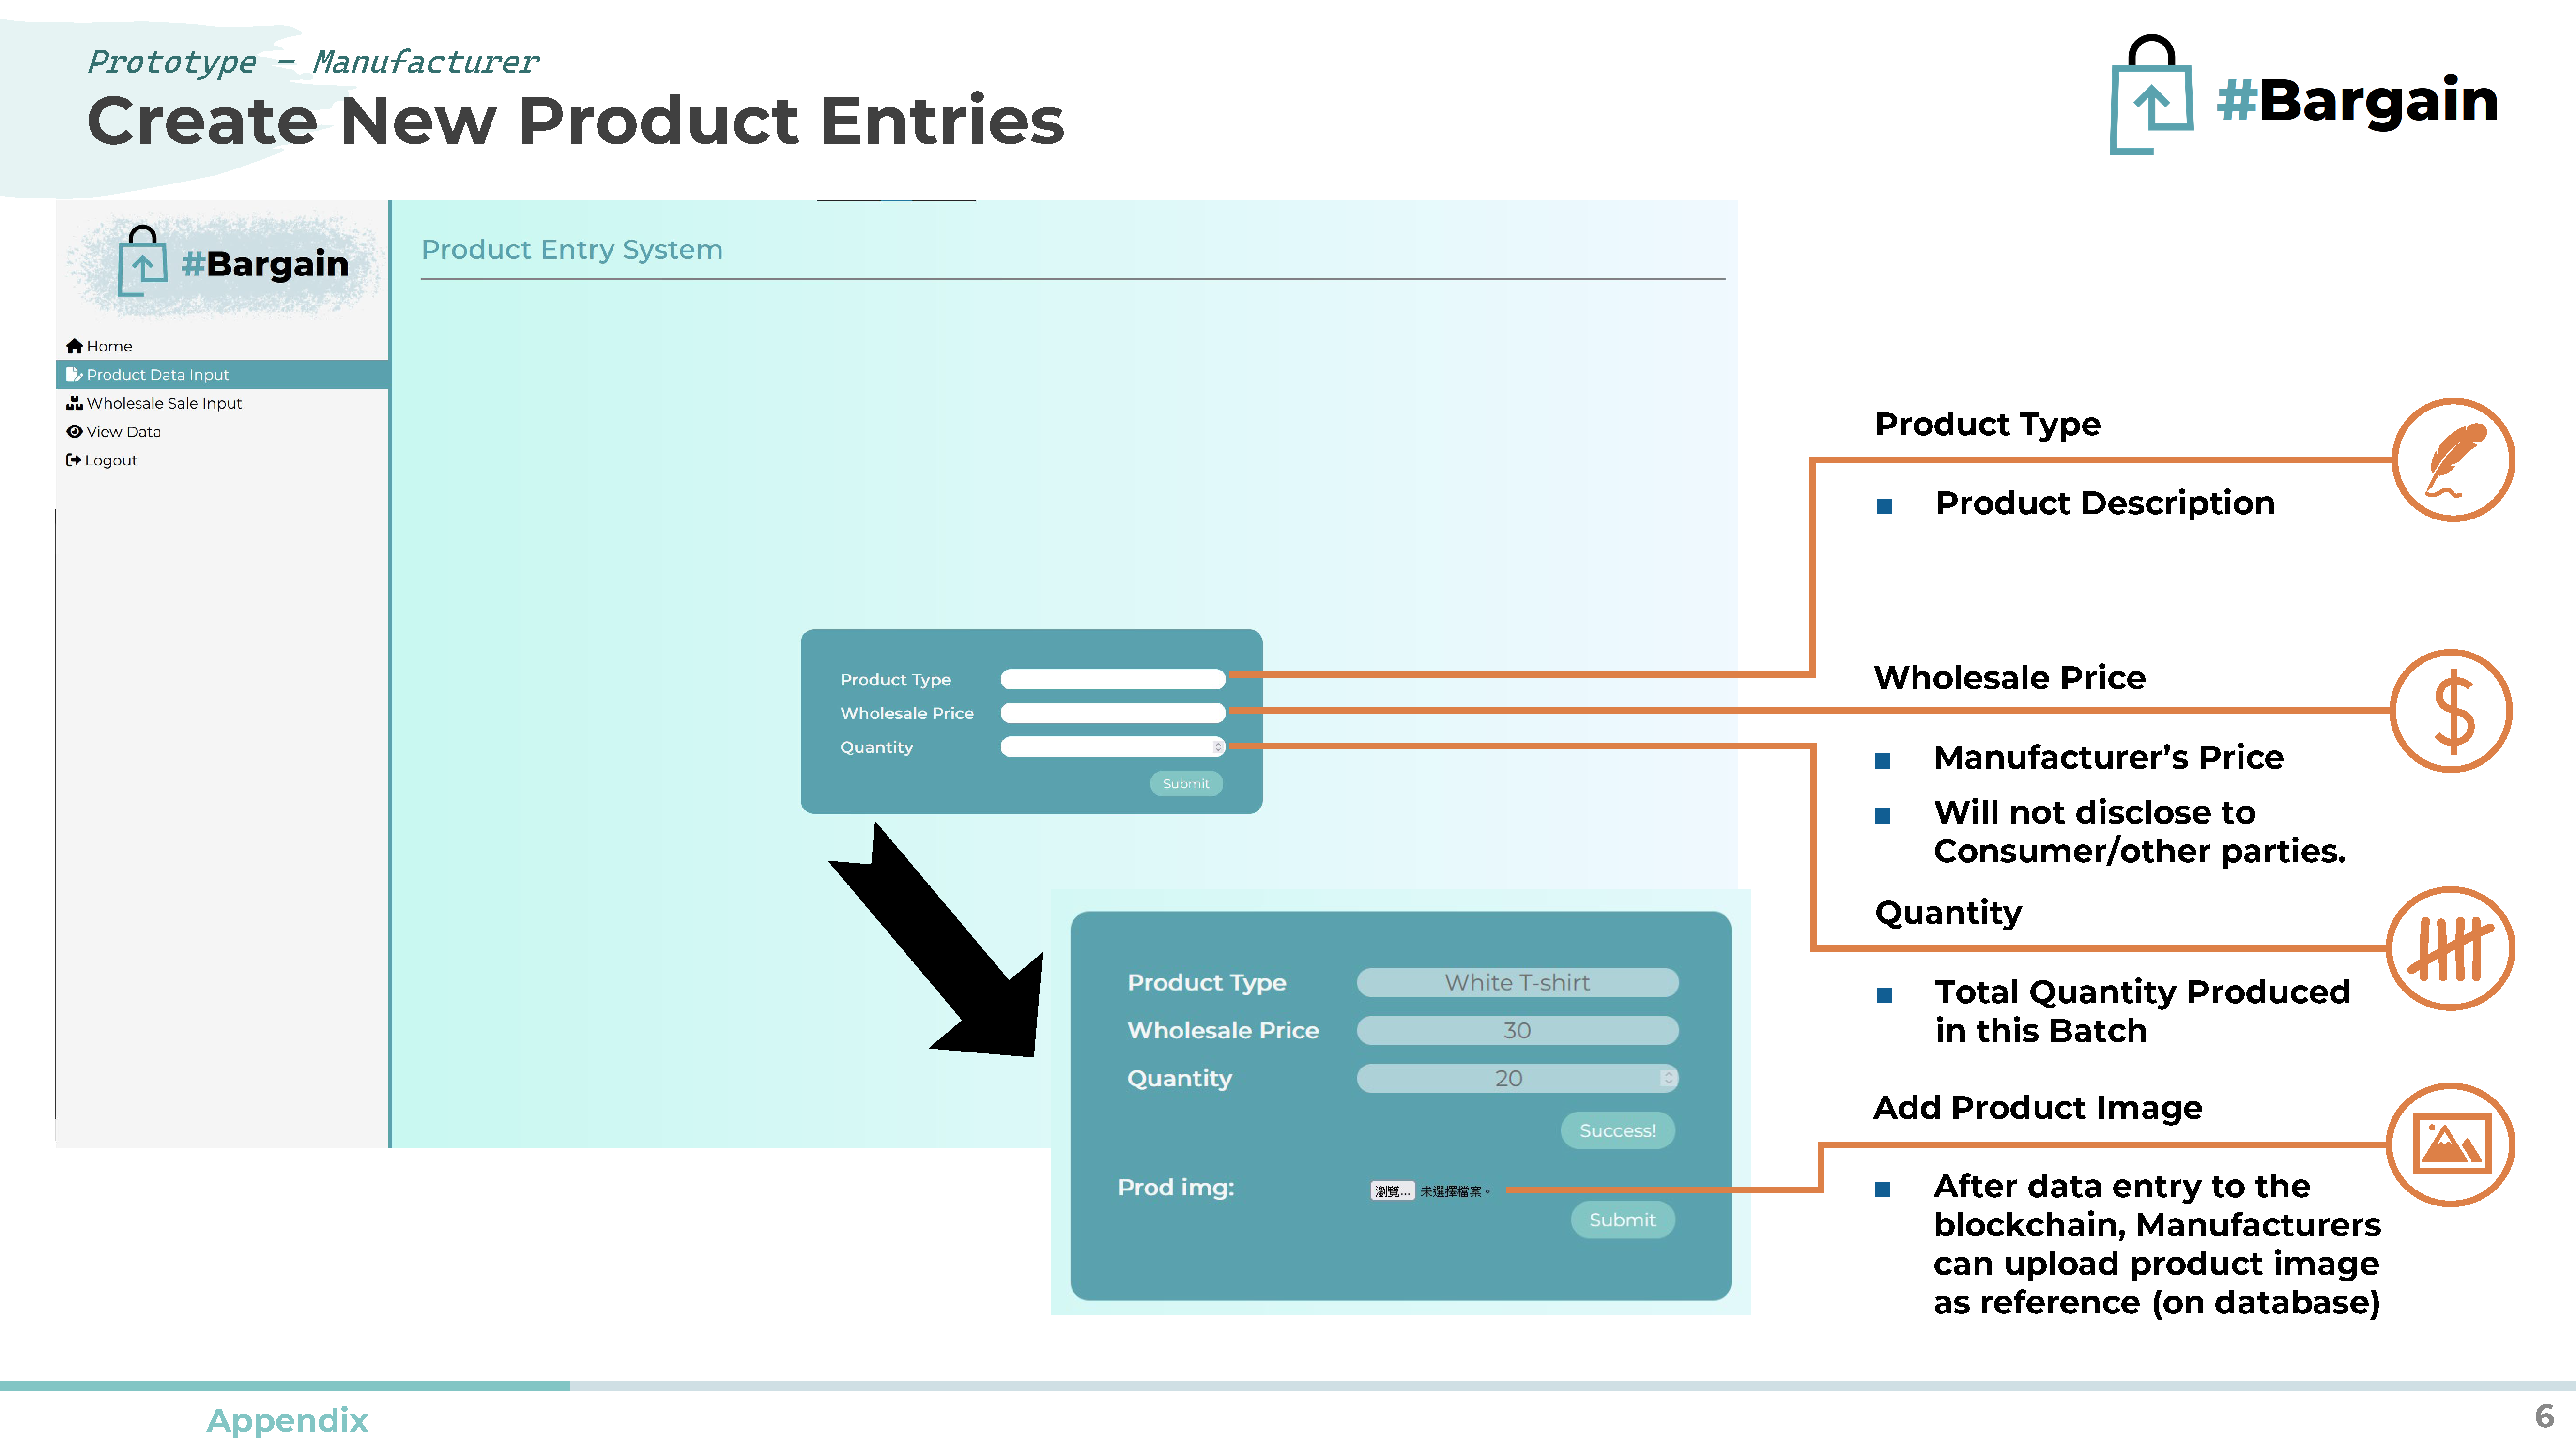 Prototype – Manufacturer
Create New Product Entries
#Bargain
#Bargain
Home
Product Data Input
Wholesale Sale Input
View Data
Logout
Product Entry System
Product Type
Wholesale Price
Quantity
Submit
Product Type
White T-shirt
Wholesale Price
30
Quantity
20
Success!
Prod img:
瀏覽... 未選擇檔案。
Submit
Product Type
Product Description
Wholesale Price
Manufacturer's Price
Will not disclose to
Consumer/other parties.
Quantity
Total Quantity Produced
in this Batch
Add Product Image
After data entry to the
blockchain, Manufacturers
can upload product image
as reference (on database)
Appendix
6